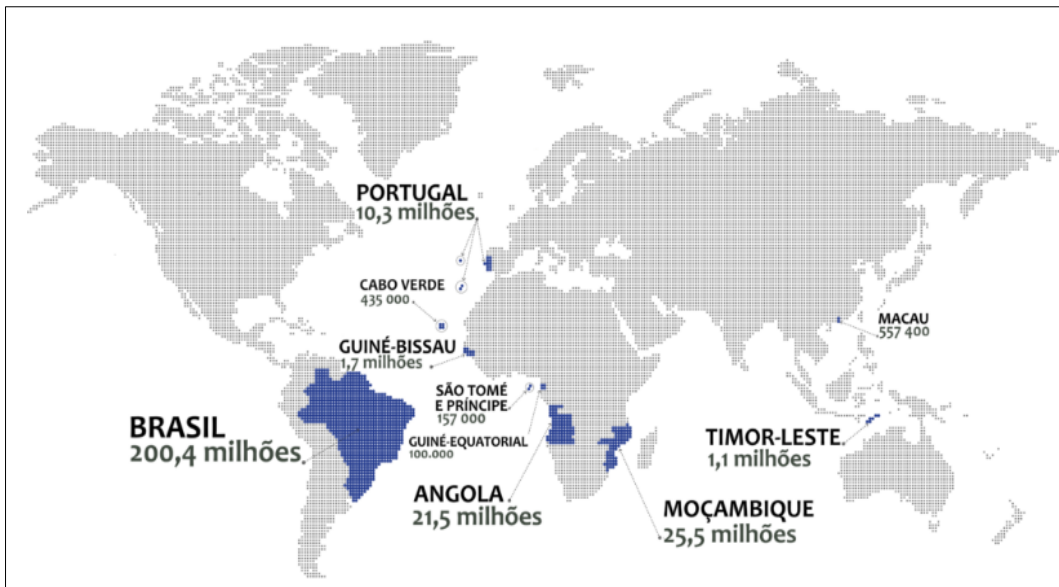 PORTUGAL
10,3 milhões
CABO VERDE
435 000
MACAU
557 400
GUINÉ-BISSAU
1,7 milhões
SÃO TOMÉ
E PRÍNCIPE
157 000
BRASIL
200,4 milhões
GUINÉ-EQUATORIAL
100.000
TIMOR-LESTE
1,1 milhões
ANGOLA
21,5 milhões
MOÇAMBIQUE
25,5 milhões